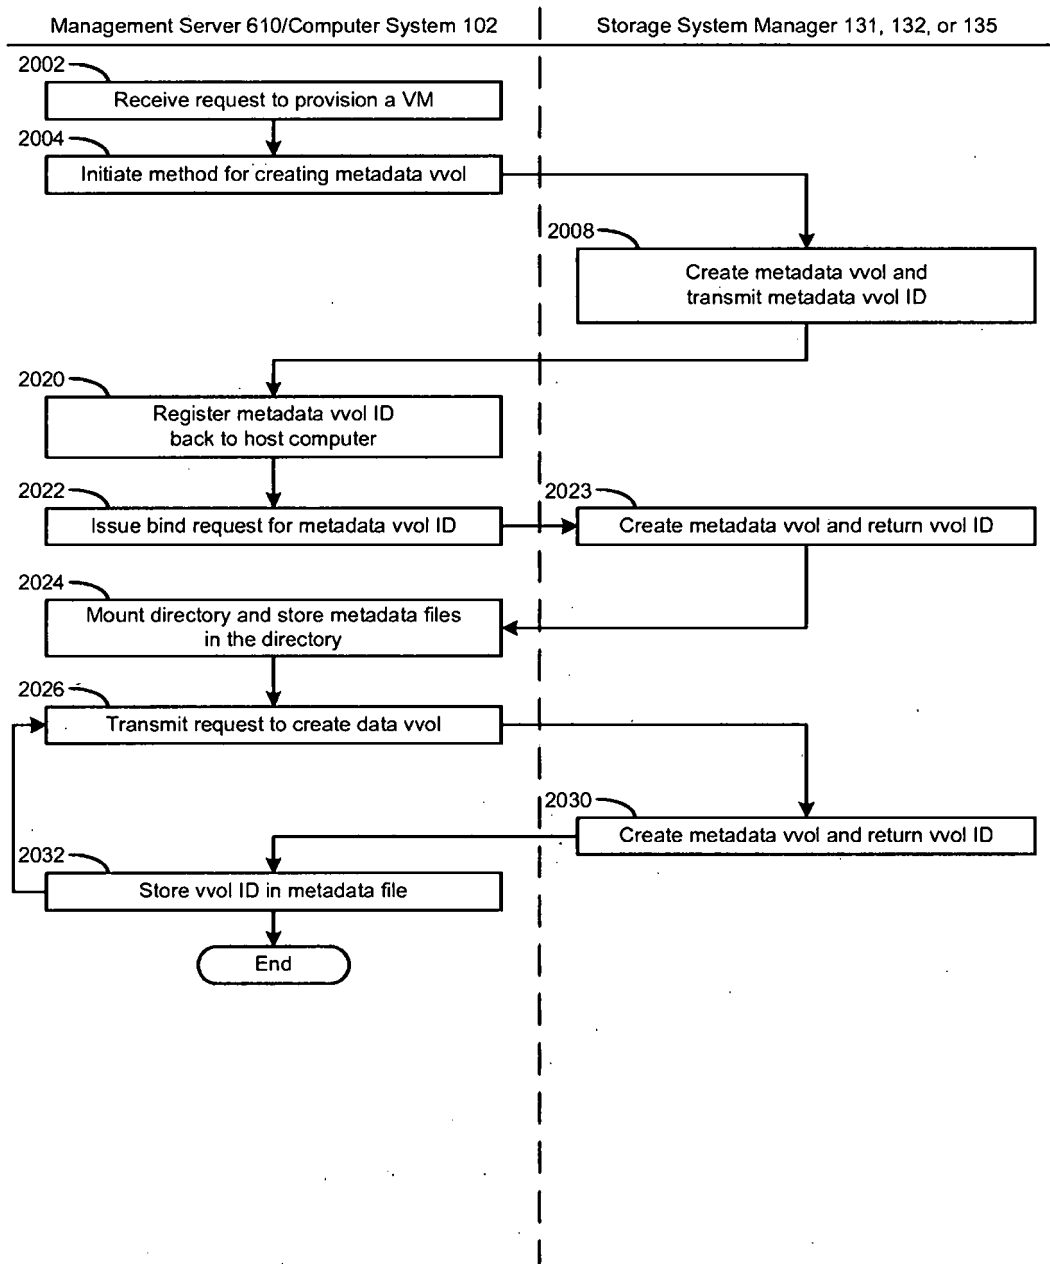 Management Server 610/Computer System 102
Storage System Manager 131, 132, or 135
2002
Receive request to provision a VM
2004
Initiate method for creating metadata vvol
2008
Create metadata vvol and
transmit metadata vvol ID
2020
Register metadata vvol ID
back to host computer
2022
Issue bind request for metadata vvol ID
2023
Create metadata vvol and return vvol ID
2024
Mount directory and store metadata files
in the directory
2026
Transmit request to create data vvol
2030
Create metadata vvol and return vvol ID
2032
Store vvol ID in metadata file
End